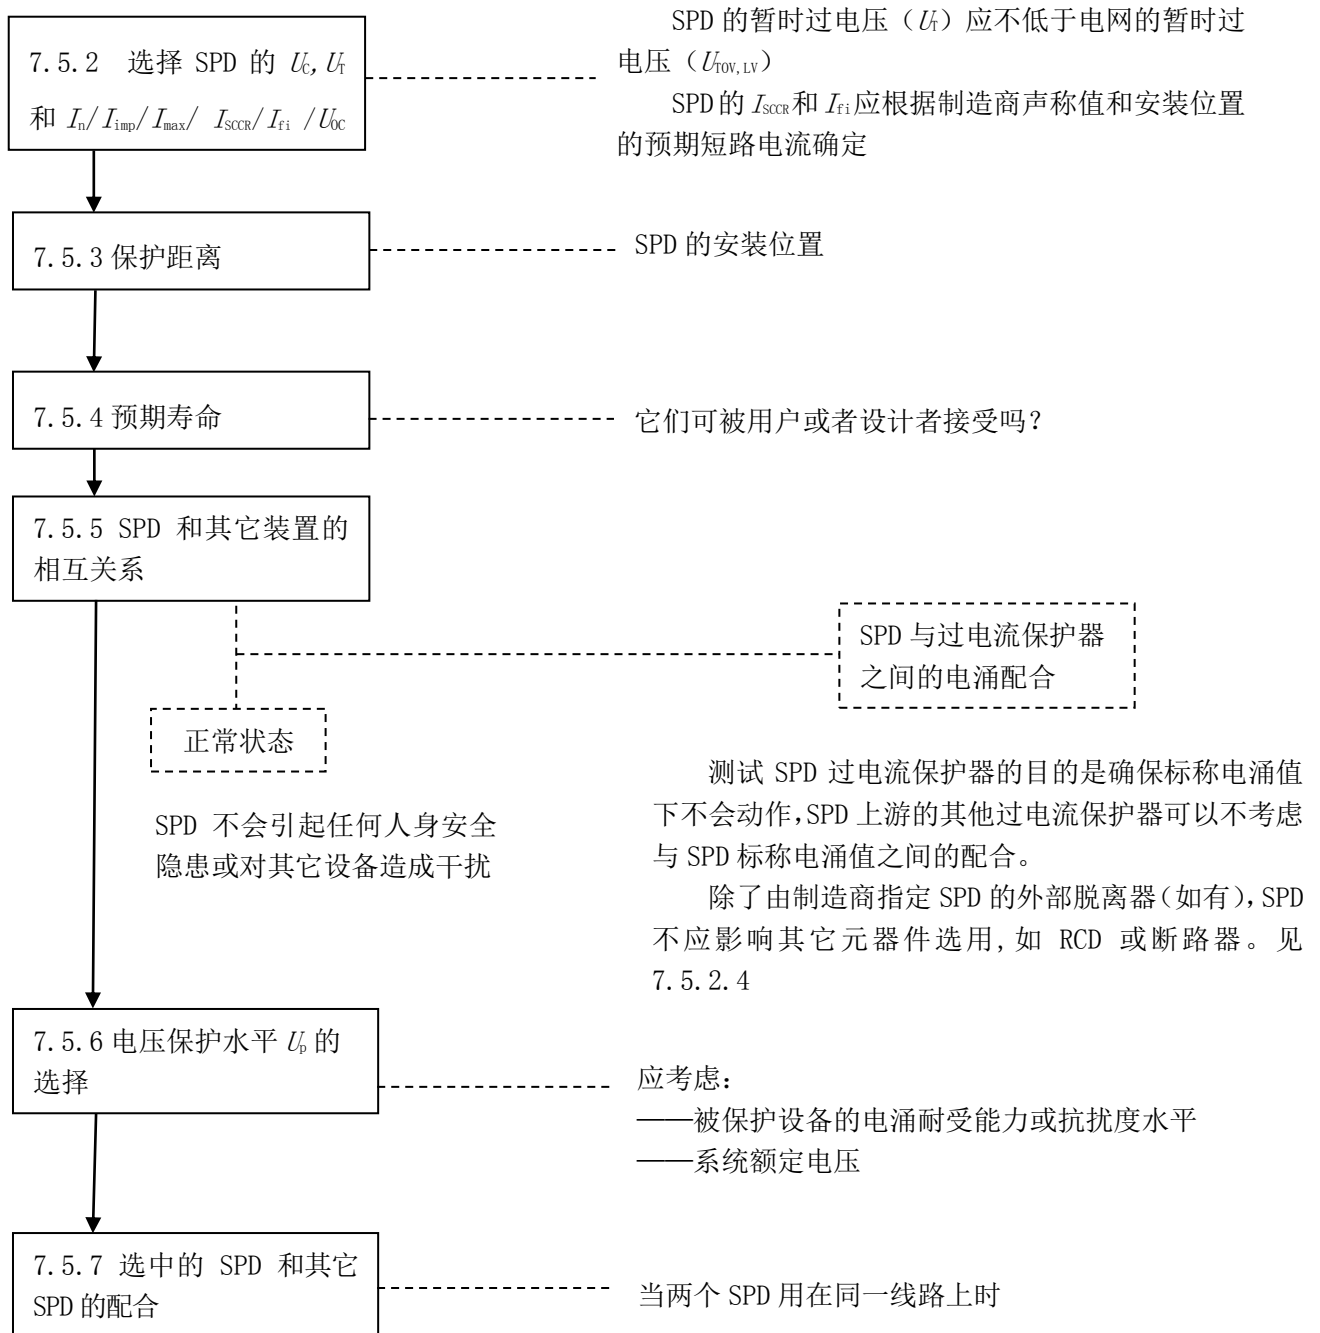 SPD 的暂时过电压（UT）应不低于电网的暂时过
电压（UTOV,LV）
SPD的 ISCCR和 Ifi应根据制造商声称值和安装位置
的预期短路电流确定
7.5.2 选择 SPD 的 UC,UT
和 In/Iimp/Imax/ ISCCR/Ifi /UOC
7.5.3 保护距离
SPD 的安装位置
7.5.4 预期寿命
它们可被用户或者设计者接受吗？
7.5.5 SPD 和其它装置的
相互关系
SPD 与过电流保护器
之间的电涌配合
正常状态
SPD 不会引起任何人身安全
隐患或对其它设备造成干扰
测试 SPD 过电流保护器的目的是确保标称电涌值
下不会动作，SPD 上游的其他过电流保护器可以不考虑
与 SPD 标称电涌值之间的配合。
除了由制造商指定 SPD 的外部脱离器（如有），SPD
不应影响其它元器件选用, 如 RCD 或断路器。见
7.5.2.4
7.5.6 电压保护水平 Up 的
选择
应考虑：
——被保护设备的电涌耐受能力或抗扰度水平
——系统额定电压
7.5.7 选中的 SPD 和其它
SPD 的配合
当两个 SPD 用在同一线路上时